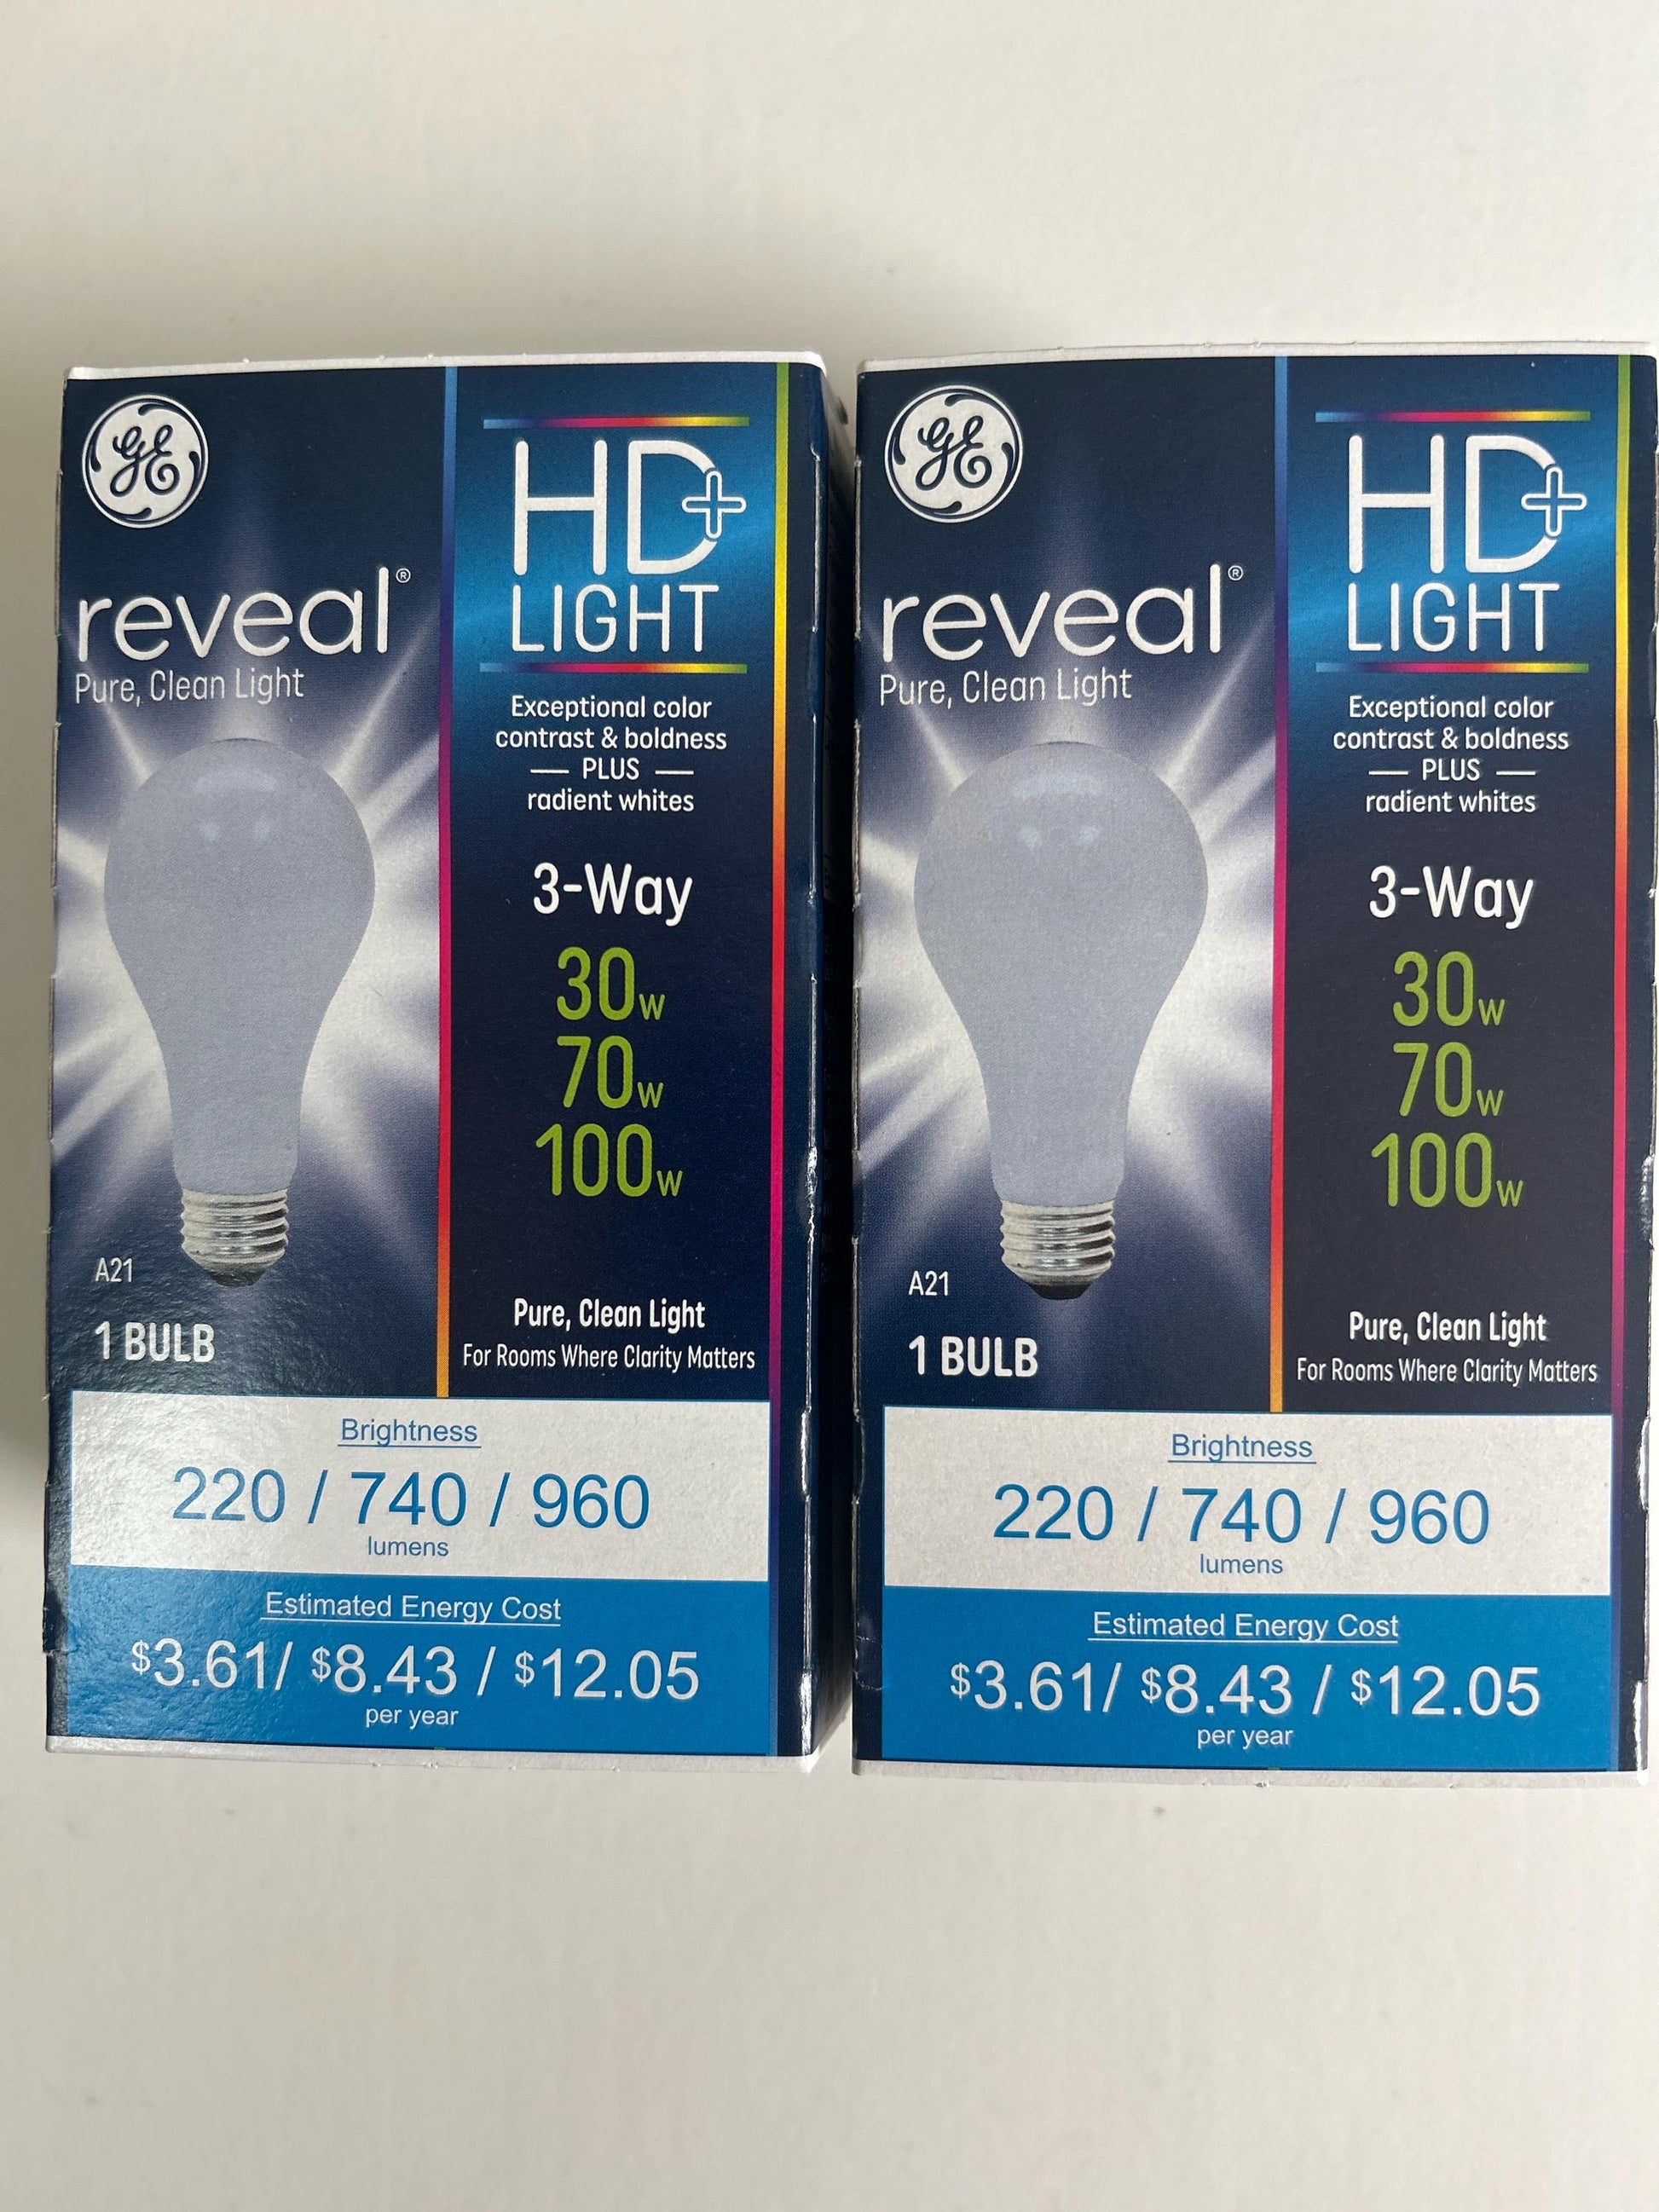 GE
reveal®
Pure, Clean Light
HD+
LIGHT
Exceptional color
contrast & boldness
— PLUS —
radient whites
3-Way
30W
70W
100W
A21
1 BULB
Pure, Clean Light
For Rooms Where Clarity Matters
Brightness
220 / 740 / 960
lumens
Estimated Energy Cost
$3.61/ $8.43 / $12.05
per year
GE
reveal®
Pure, Clean Light
HD+
LIGHT
Exceptional color
contrast & boldness
— PLUS —
radient whites
3-Way
30W
70W
100W
A21
1 BULB
Pure, Clean Light
For Rooms Where Clarity Matters
Brightness
220 / 740 / 960
lumens
Estimated Energy Cost
$3.61/ $8.43 / $12.05
per year